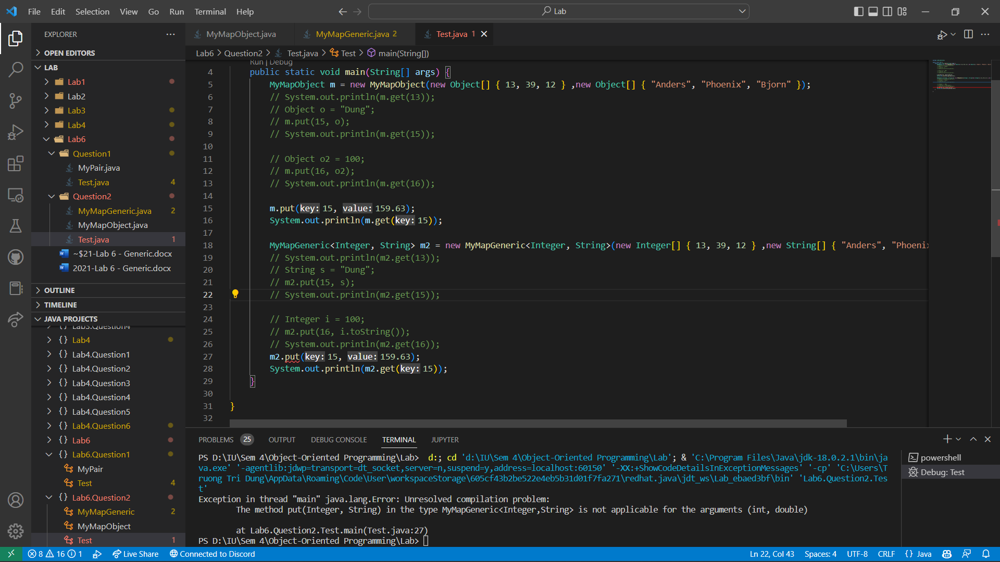 File Edit Selection View Go Run Terminal Help
Lab
EXPLORER
OPEN EDITORS
LAB
Lab1
Lab2
Lab3
Lab4
Lab6
Question1
MyPair.java
Test.java 4
Question2
MyMapGeneric.java 2
MyMapObject.java
Test.java 1
~$21-Lab 6 - Generic.docx
2021-Lab 6 - Generic.docx
OUTLINE
TIMELINE
JAVA PROJECTS
{} Lab3.Question4
{} Lab4
{} Lab4.Question1
{} Lab4.Question2
{} Lab4.Question3
{} Lab4.Question4
{} Lab4.Question5
{} Lab4.Question6
{} Lab6
{} Lab6.Question1
MyPair
Test 4
{} Lab6.Question2
MyMapGeneric 2
MyMapObject
Test 1
MyMapObject.java MyMapGeneric.java 2 Test.java 1
Lab6 > Question2 > Test.java > Test > main(String[])
Run | Debug
4 public static void main(String[] args) {
5 MyMapObject m = new MyMapObject(new Object[] { 13, 39, 12 } ,new Object[] { "Anders", "Phoenix", "Bjorn" });
6 // System.out.println(m.get(13));
7 // Object o = "Dung";
8 // m.put(15, o);
9 // System.out.println(m.get(15));
10
11 // Object o2 = 100;
12 // m.put(16, o2);
13 // System.out.println(m.get(16));
14
15 m.put(key: 15, value: 159.63);
16 System.out.println(m.get(key: 15));
17
18 MyMapGeneric<Integer, String> m2 = new MyMapGeneric<Integer, String>(new Integer[] { 13, 39, 12 } ,new String[] { "Anders", "Phoenix
19 // System.out.println(m2.get(13));
20 // String s = "Dung";
21 // m2.put(15, s);
22 // System.out.println(m2.get(15));
23
24 // Integer i = 100;
25 // m2.put(16, i.toString());
26 // System.out.println(m2.get(16));
27 m2.put(key: 15, value: 159.63);
28 System.out.println(m2.get(key: 15));
29 }
30
31 }
32
PROBLEMS 25 OUTPUT DEBUG CONSOLE TERMINAL JUPYTER
PS D:\IU\Sem 4\Object-Oriented Programming\Lab> d:; cd 'd:\IU\Sem 4\Object-Oriented Programming\Lab'; & 'C:\Program Files\Java\jdk-18.0.2.1\bin\ja
va.exe' '-agentlib:jdwp=transport=dt_socket,server=n,suspend=y,address=localhost:60150' '-XX:+ShowCodeDetailsInExceptionMessages' '-cp' 'C:\Users\T
ruong Tri Dung\AppData\Roaming\Code\User\workspaceStorage\605cf43b2be522e4eb5b31d01f7fa271\redhat.java\jdt_ws\Lab_ebaed3bf\bin' 'Lab6.Question2.Tes
t'
Exception in thread "main" java.lang.Error: Unresolved compilation problem:
The method put(Integer, String) in the type MyMapGeneric<Integer,String> is not applicable for the arguments (int, double)
at Lab6.Question2.Test.main(Test.java:27)
PS D:\IU\Sem 4\Object-Oriented Programming\Lab>
powershell
Debug: Test
8 16 1 Live Share Connected to Discord Ln 22, Col 43 Spaces: 4 UTF-8 CRLF {} Java